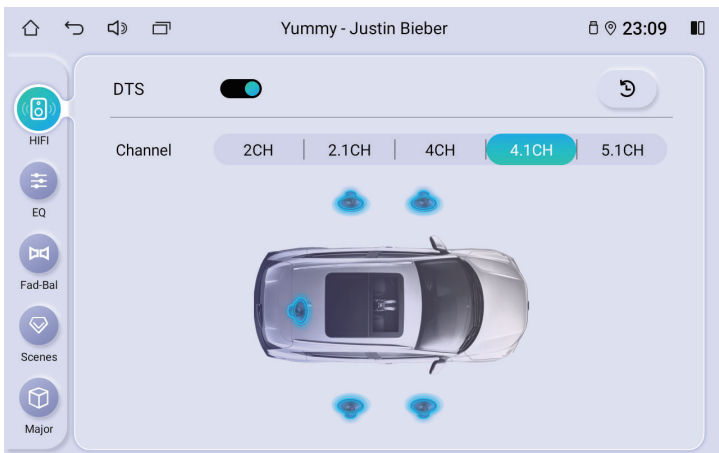 Yummy - Justin Bieber
23:09
DTS
HIFI
Channel
2CH
2.1CH
4CH
4.1CH
5.1CH
EQ
Fad-Bal
Scenes
Major